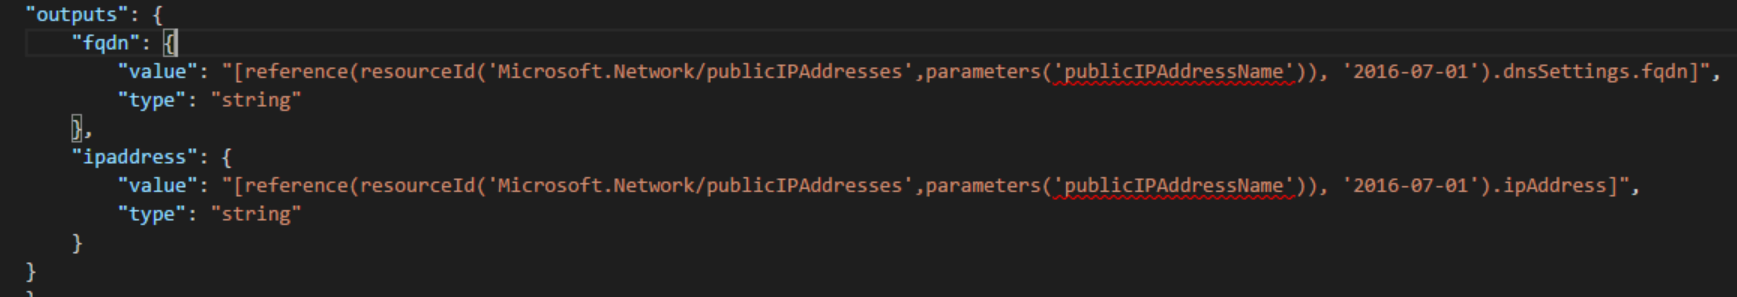 "outputs": {
"fqdn": {
"value": "[reference(resourceId('Microsoft.Network/publicIPAddresses',parameters('publicIPAddressName')), '2016-07-01').dnsSettings.fqdn]",
"type": "string"
},
"ipaddress": {
"value": "[reference(resourceId('Microsoft.Network/publicIPAddresses',parameters('publicIPAddressName')), '2016-07-01').ipAddress]",
"type": "string"
}
}
}